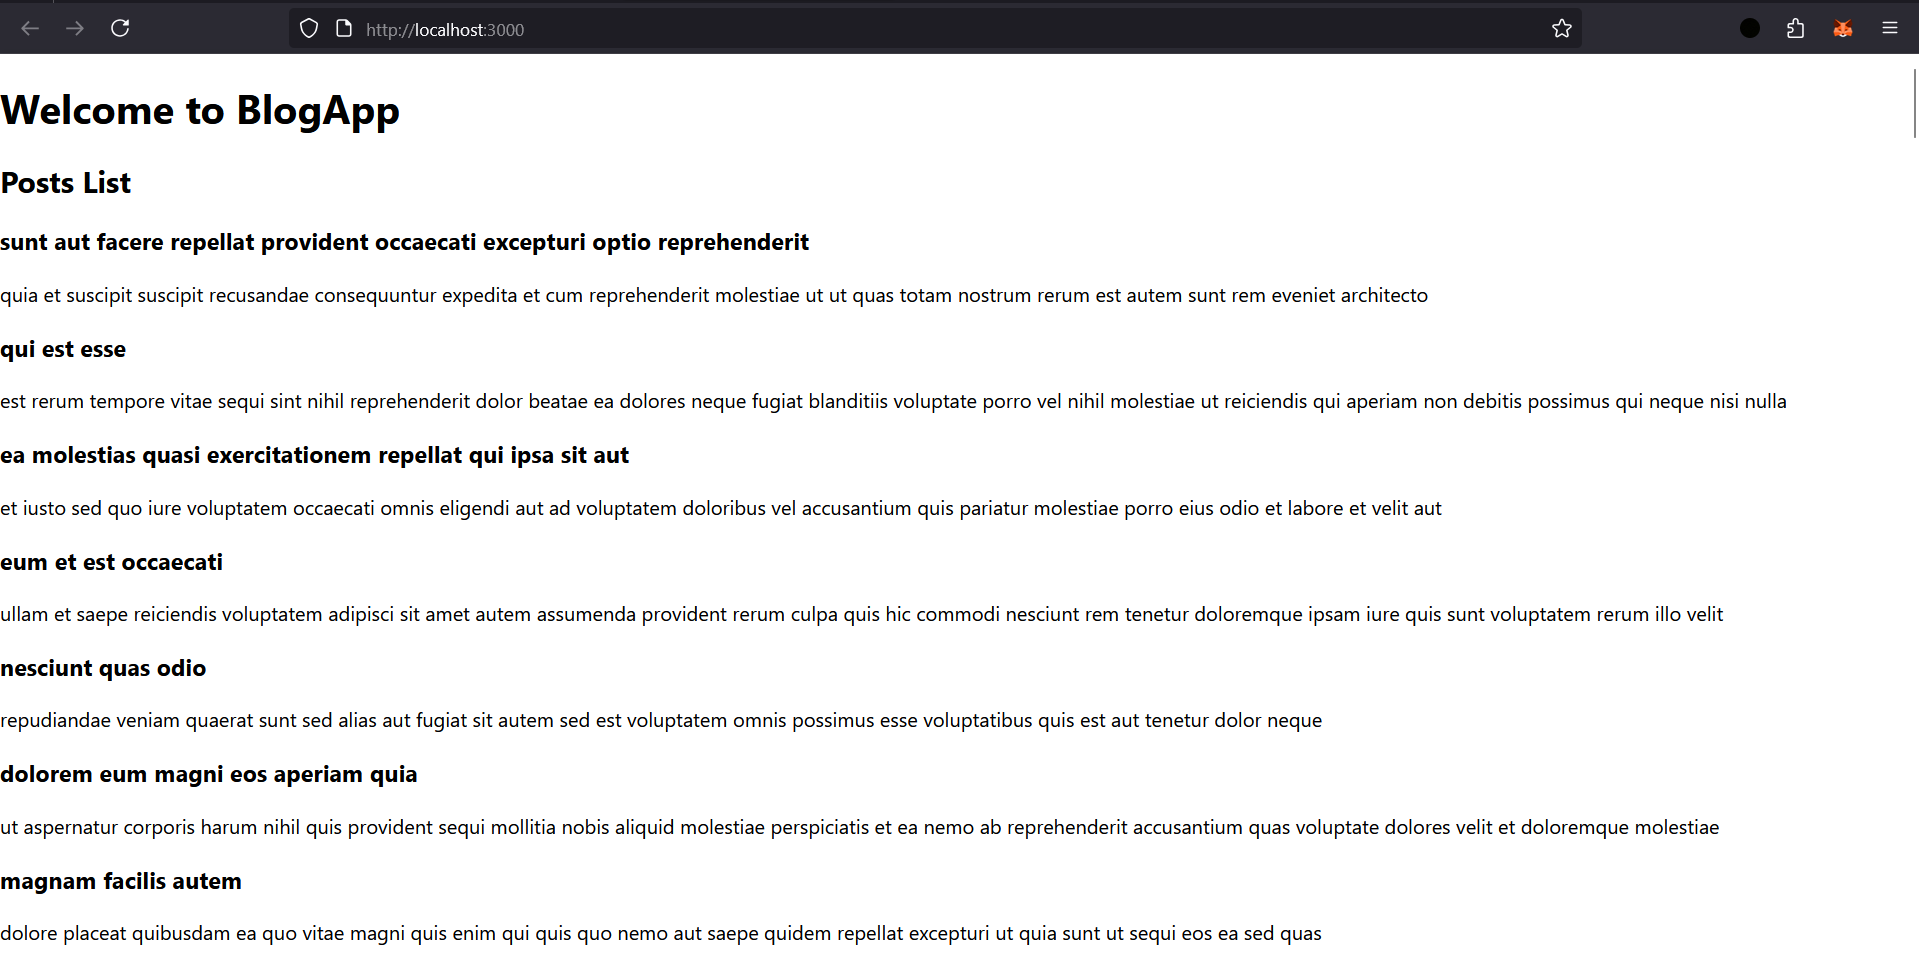 http://localhost:3000
Welcome to BlogApp
Posts List
sunt aut facere repellat provident occaecati excepturi optio reprehenderit
quia et suscipit suscipit recusandae consequuntur expedita et cum reprehenderit molestiae ut ut quas totam nostrum rerum est autem sunt rem eveniet architecto
qui est esse
est rerum tempore vitae sequi sint nihil reprehenderit dolor beatae ea dolores neque fugiat blanditiis voluptate porro vel nihil molestiae ut reiciendis qui aperiam non debitis possimus qui neque nisi nulla
ea molestias quasi exercitationem repellat qui ipsa sit aut
et iusto sed quo iure voluptatem occaecati omnis eligendi aut ad voluptatem doloribus vel accusantium quis pariatur molestiae porro eius odio et labore et velit aut
eum et est occaecati
ullam et saepe reiciendis voluptatem adipisci sit amet autem assumenda provident rerum culpa quis hic commodi nesciunt rem tenetur doloremque ipsam iure quis sunt voluptatem rerum illo velit
nesciunt quas odio
repudiandae veniam quaerat sunt sed alias aut fugiat sit autem sed est voluptatem omnis possimus esse voluptatibus quis est aut tenetur dolor neque
dolorem eum magni eos aperiam quia
ut aspernatur corporis harum nihil quis provident sequi mollitia nobis aliquid molestiae perspiciatis et ea nemo ab reprehenderit accusantium quas voluptate dolores velit et doloremque molestiae
magnam facilis autem
dolore placeat quibusdam ea quo vitae magni quis enim qui quis quo nemo aut saepe quidem repellat excepturi ut quia sunt ut sequi eos ea sed quas